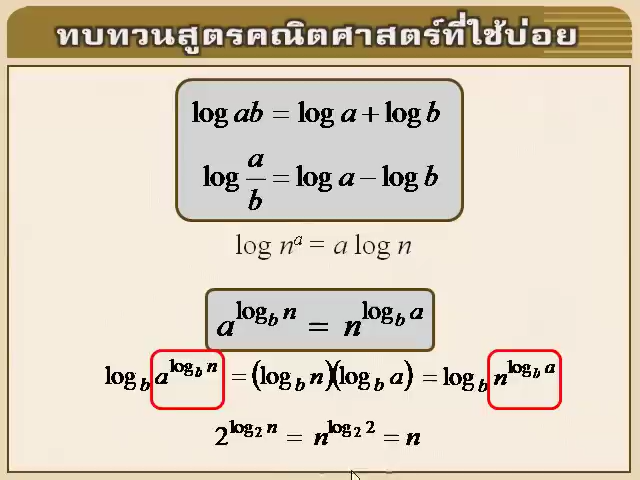 ทบทวนสูตรคณิตศาสตร์ที่ใช้บ่อย
log ab = log a + log b
log a/b = log a − log b
log nᵃ = a log n
a^(log_b n) = n^(log_b a)
log_b a^(log_b n) = (log_b n)(log_b a) = log_b n^(log_b a)
2^(log_2 n) = n^(log_2 2) = n